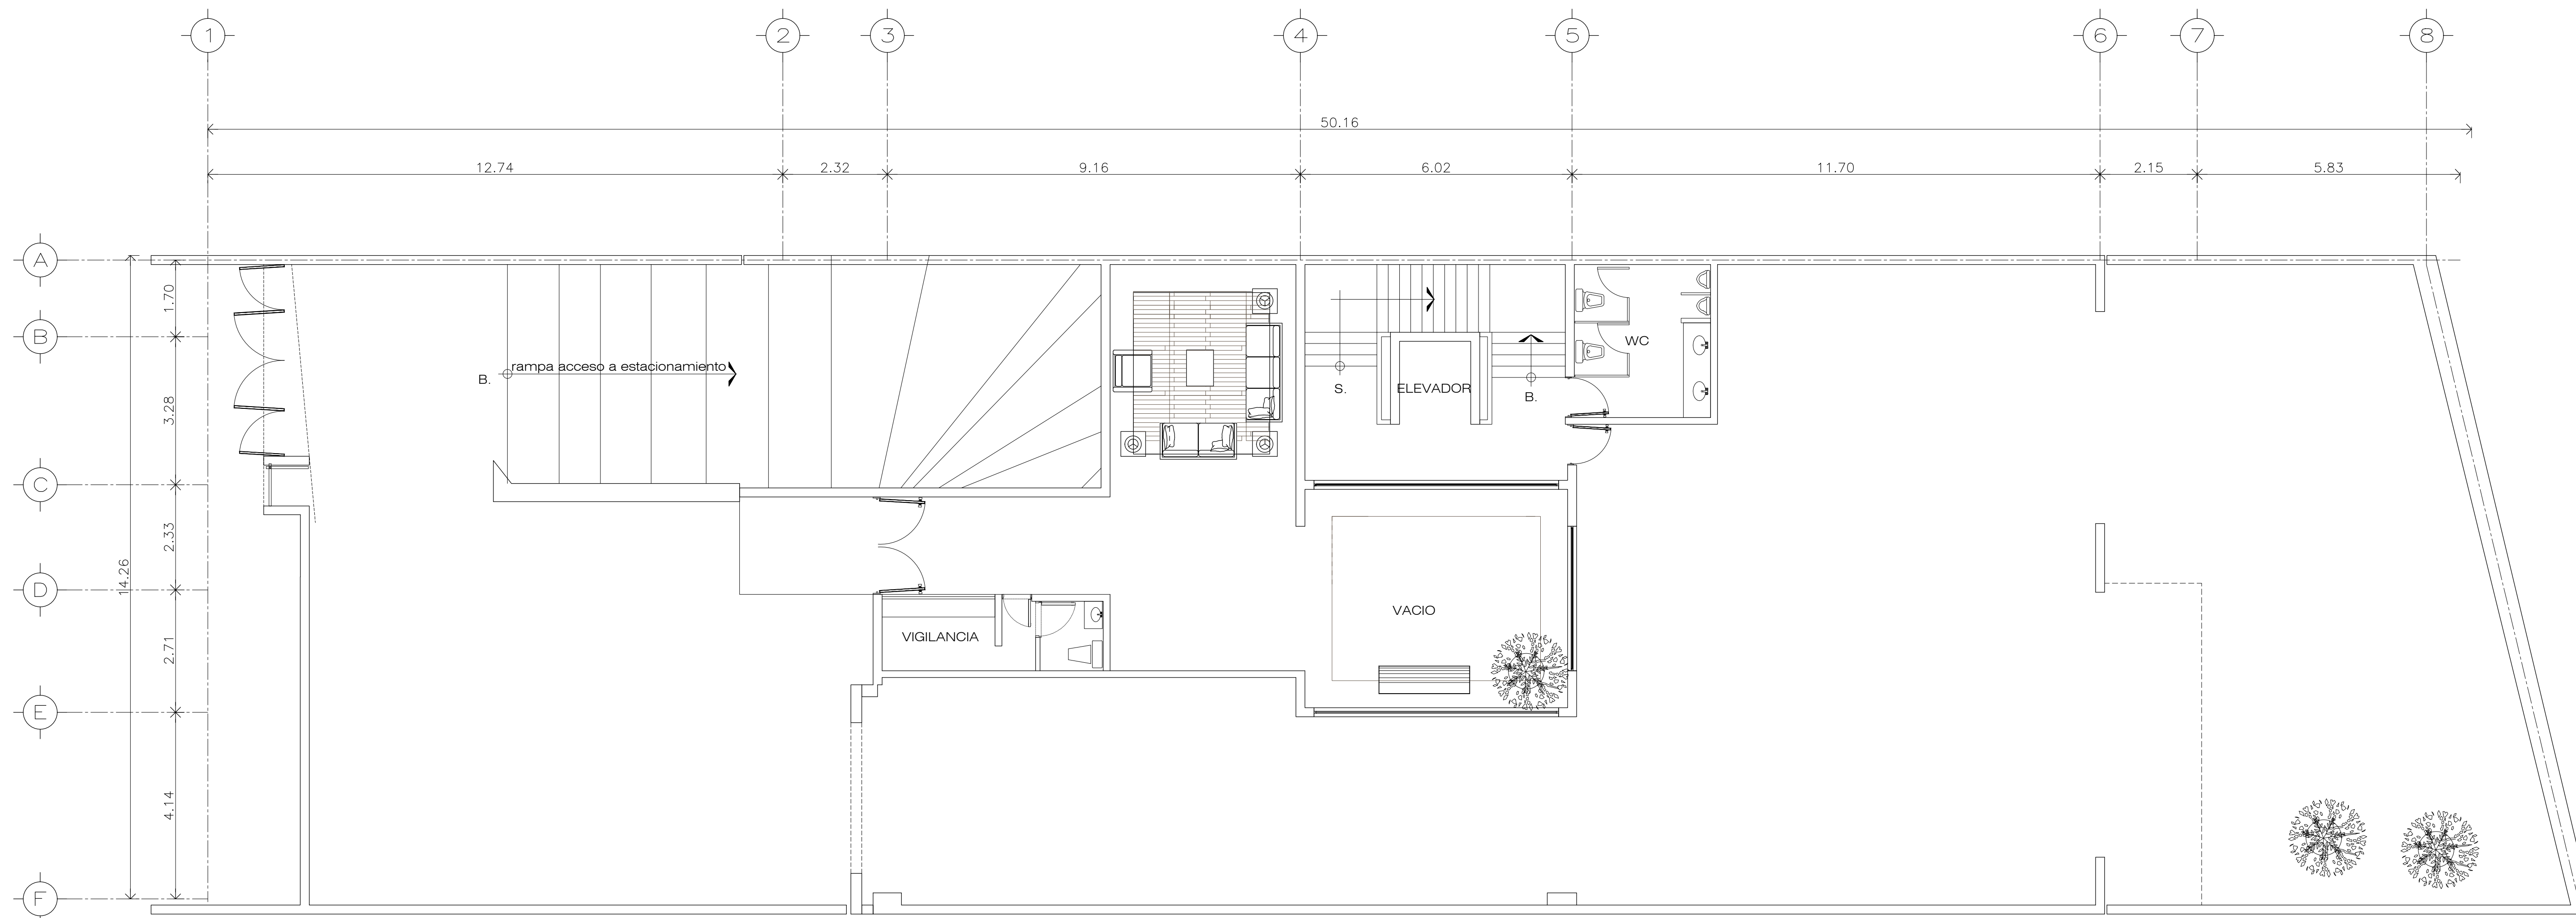 1 2 3 4 5 6 7 8
50.16
12.74 2.32 9.16 6.02 11.70 2.15 5.83
A
1.70
B
WC
rampa acceso a estacionamiento
B.
S.
ELEVADOR
B.
3.28
C
2.33
14.26
D
VACIO
VIGILANCIA
2.71
E
4.14
F